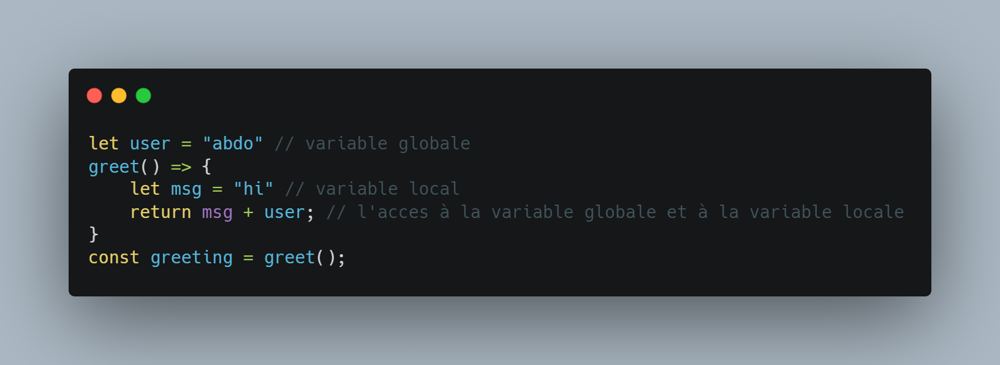 let user = "abdo" // variable globale
greet() => {
    let msg = "hi" // variable local
    return msg + user; // l'acces à la variable globale et à la variable locale
}
const greeting = greet();